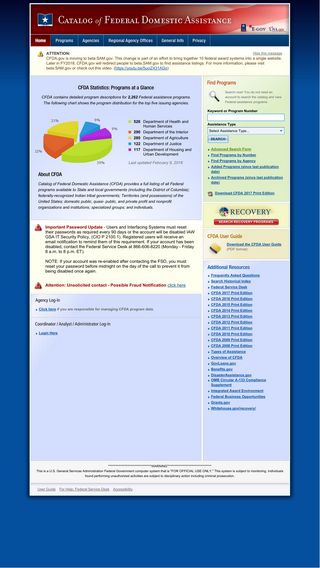 CATALOG of FEDERAL DOMESTIC ASSISTANCE
E-GOV USA.gov
Home Programs Agencies Regional Agency Offices General Info Privacy
ATTENTION:
Hide this message
CFDA.gov is moving to beta.SAM.gov. This change is part of an effort to bring together 10 federal award systems into a single
website. Later in FY2018, CFDA.gov will redirect people to beta.SAM.gov to find assistance listings. For more information, please visit
beta.SAM.gov or check out this video.
CFDA Statistics: Programs at a Glance
CFDA contains detailed program descriptions for 2,282 Federal assistance programs.
The following chart shows the program distribution for the top five issuing agencies.
23%
9%
9%
22%
526 Department of Health and
Human Services
290 Department of the Interior
Department of Agriculture
122 Department of Justice
117 Department of Housing and
Urban Development
Last updated February 9, 2018
About CFDA
Catalog of Federal Domestic Assistance (CFDA) provides a full listing of all Federal
programs available to State and local governments (including the District of Columbia);
federally-recognized Indian tribal governments; Territories (and possessions) of the
United States; domestic public, quasi- public, and private profit and nonprofit
organizations and institutions; specialized groups; and individuals.
Important Password Update - Users and Interfacing Systems must reset
their passwords as required every 90 days or the account will be disabled IAW
GSA IT Security Policy, (CIO P 2100.1). Registered users will receive an
email notification to remind them of this requirement. If your account has been
disabled, contact the Federal Service Desk at 866-606-8220 (Monday - Friday
8 a.m. to 8 p.m. ET).
NOTE: If your account was re-enabled after contacting the FSD, you must
reset your password before midnight on the day of the call to prevent it from
being disabled once again.
Attention: Unsolicited contact - Possible Fraud Notification click here
Agency Log-in
Click here if you are responsible for managing CFDA program data.
Coordinator / Analyst / Administrator Log-in
Login Here
Find Programs
Search now! You do not need an
account to search the catalog and view
Federal assistance programs.
Keyword or Program Number
Assistance Type
Select Assistance Type...
SEARCH
Advanced Search Form
Find Programs by Number
Find Programs by Agency
Added Programs (since last
publication date)
Archived Programs (since last
publication date)
Download CFDA 2017 Print Edition
RECOVERY
SEARCH RECOVERY PROGRAMS
CFDA User Guide
Download the CFDA User Guide
(PDF format)
Additional Resources
Frequently Asked Questions
Search Historical Index
Federal Service Desk
CFDA 2017 Print Edition
CFDA 2016 Print Edition
CFDA 2015 Print Edition
CFDA 2014 Print Edition
CFDA 2013 Print Edition
CFDA 2012 Print Edition
CFDA 2011 Print Edition
CFDA 2010 Print Edition
CFDA 2009 Print Edition
CFDA 2008 Print Edition
Types of Assistance
Overview of CFDA
GovLoans.gov
Benefits.gov
DisasterAssistance.gov
OMB Circular A-133 Compliance
Supplement
Integrated Award Environment
Federal Business Opportunities
Grants.gov
Whitehouse.gov/recovery/
WARNING
This is a U.S. General Services Administration Federal Government computer system that is "FOR OFFICIAL USE ONLY." This system is subject to monitoring. Individuals
found performing unauthorized activities are subject to disciplinary action including criminal prosecution.
User Guide For Help: Federal Service Desk Accessibility